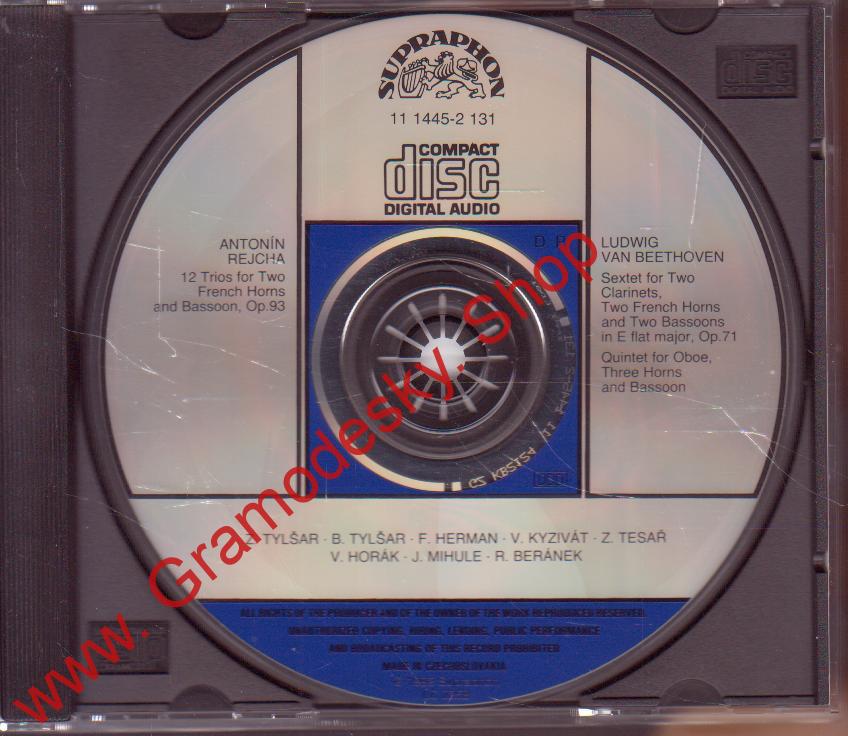 SUPRAPHON
11 1445-2 131
COMPACT
disc
DIGITAL AUDIO
COMPACT
disc
DIGITAL AUDIO
ANTONÍN
REJCHA
12 Trios for Two
French Horns
and Bassoon, Op.93
LUDWIG
VAN BEETHOVEN
Sextet for Two
Clarinets,
Two French Horns
and Two Bassoons
in E flat major, Op.71
Quintet for Oboe,
Three Horns
and Bassoon
Z. TYLŠAR · B. TYLŠAR · F. HERMAN · V. KYZIVÁT · Z. TESAŘ
V. HORÁK · J. MIHULE · R. BERÁNEK
ALL RIGHTS OF THE PRODUCER AND OF THE OWNER OF THE WORK REPRODUCED RESERVED.
UNAUTHORIZED COPYING, HIRING, LENDING, PUBLIC PERFORMANCE
AND BROADCASTING OF THIS RECORD PROHIBITED
MADE IN CZECHOSLOVAKIA
www. Gramodesky. Shop